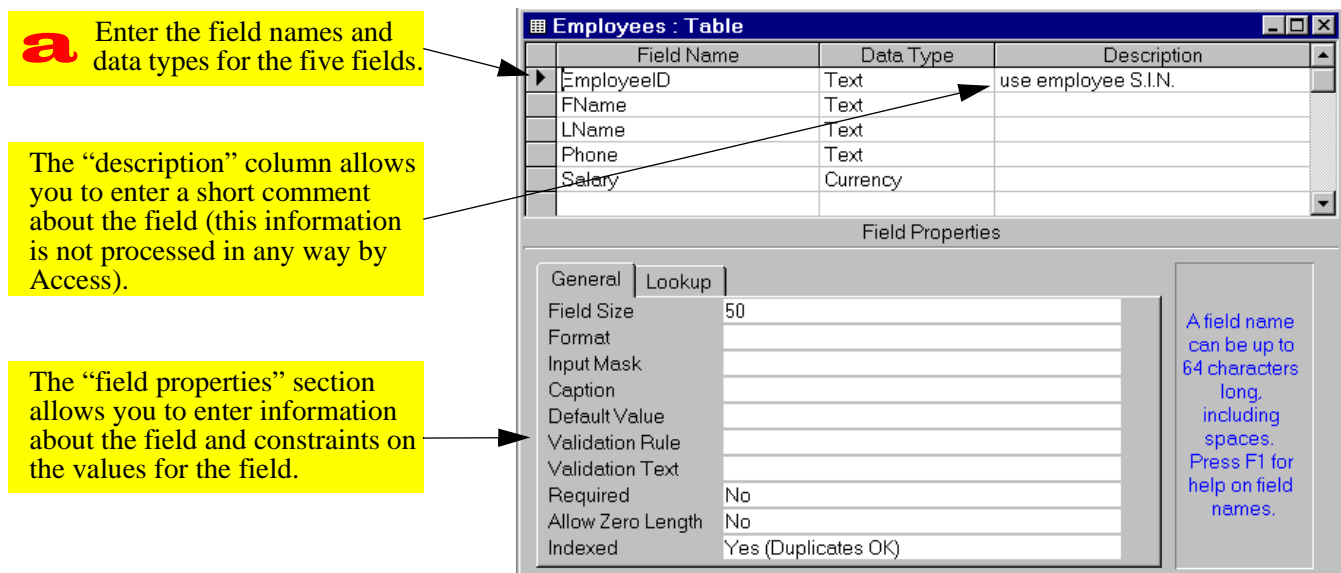 a Enter the field names and
data types for the five fields.
The “description” column allows
you to enter a short comment
about the field (this information
is not processed in any way by
Access).
The “field properties” section
allows you to enter information
about the field and constraints on
the values for the field.
Employees : Table
Field Name Data Type Description
EmployeeID Text use employee S.I.N.
FName Text
LName Text
Phone Text
Salary Currency
Field Properties
General Lookup
Field Size 50
Format
Input Mask
Caption
Default Value
Validation Rule
Validation Text
Required No
Allow Zero Length No
Indexed Yes (Duplicates OK)
A field name
can be up to
64 characters
long,
including
spaces.
Press F1 for
help on field
names.